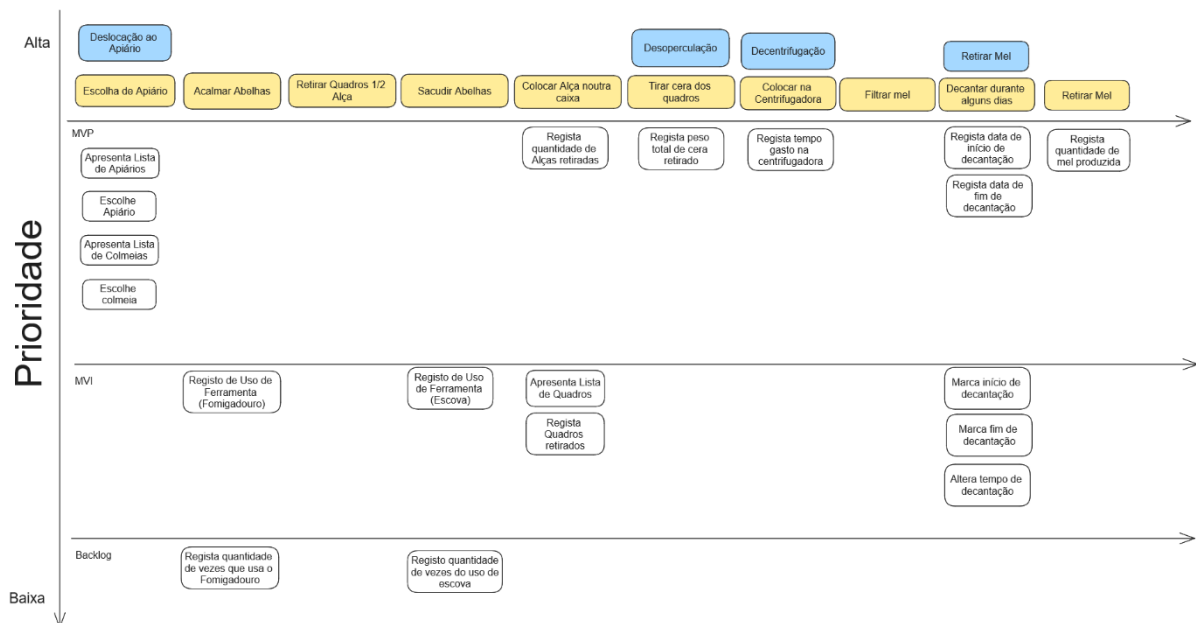 Alta
Deslocação ao
Apiário
Desoperculação
Decentrifugação
Retirar Mel
Escolha do Apiário
Acalmar Abelhas
Retirar Quadros 1/2
Alça
Sacudir Abelhas
Colocar Alça noutra
caixa
Tirar cera dos
quadros
Colocar na
Centrifugadora
Filtrar mel
Decantar durante
alguns dias
Retirar Mel
Prioridade
MVP
Apresenta Lista
de Apiários
Escolhe
Apiário
Apresenta Lista
de Colmeias
Escolhe
colmeia
Regista
quantidade de
Alças retiradas
Regista peso
total de cera
retirado
Regista tempo
gasto na
centrifugadora
Regista data de
início de
decantação
Regista data de
fim de
decantação
Regista
quantidade de
mel produzida
MVI
Registo de Uso de
Ferramenta
(Fomigadouro)
Registo de Uso
de Ferramenta
(Escova)
Apresenta Lista
de Quadros
Regista
Quadros
retirados
Marca início de
decantação
Marca fim de
decantação
Altera tempo de
decantação
Backlog
Regista quantidade
de vezes que usa o
Fomigadouro
Registo quantidade
de vezes do uso de
escova
Baixa